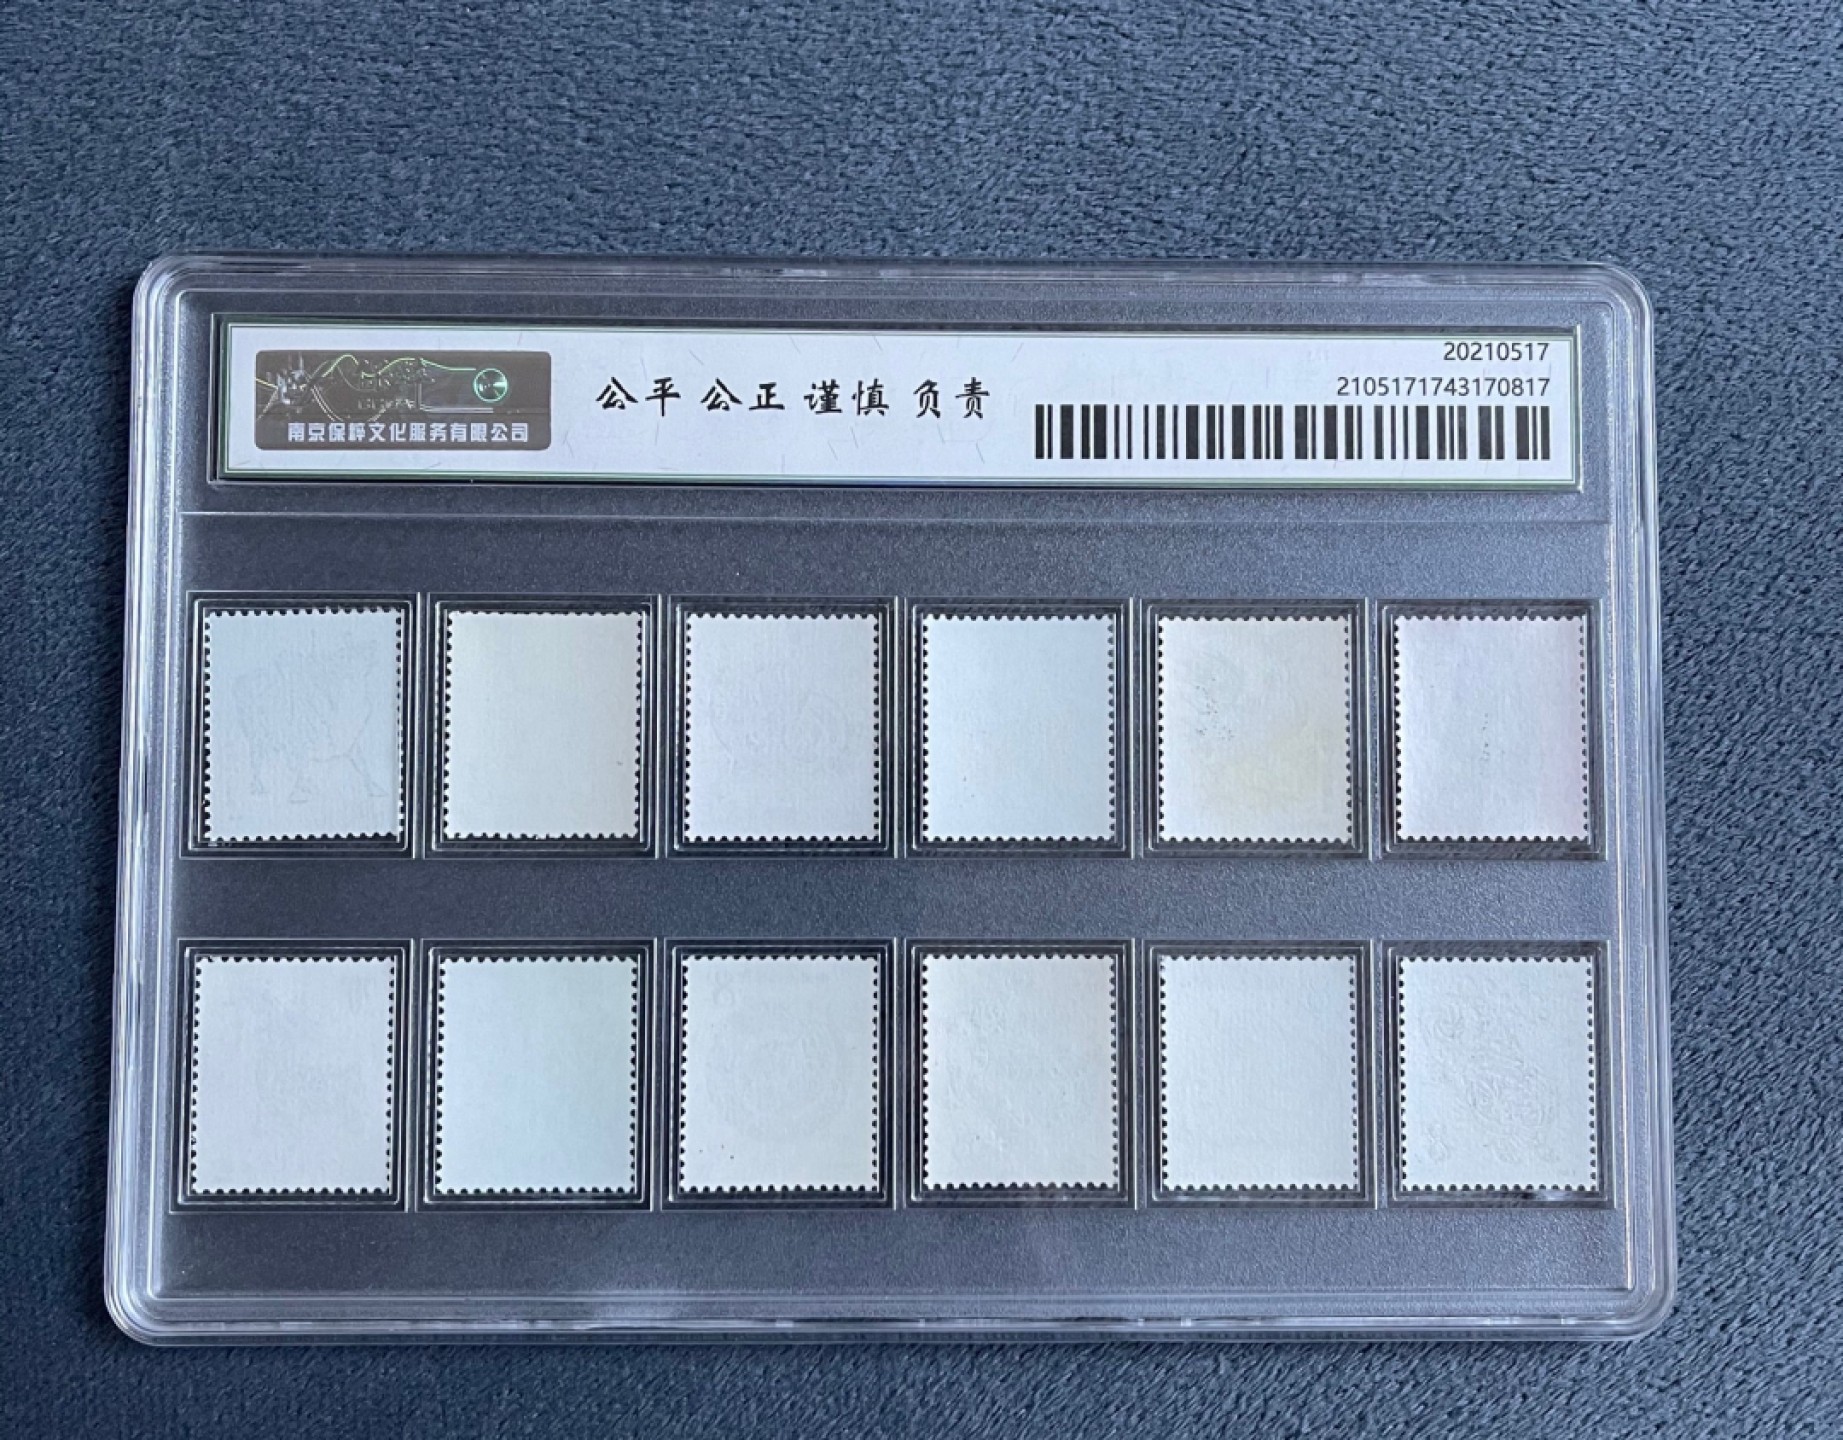 20210517
2105171743170817
公平 公正 谨慎 负责
南京保粹文化服务有限公司